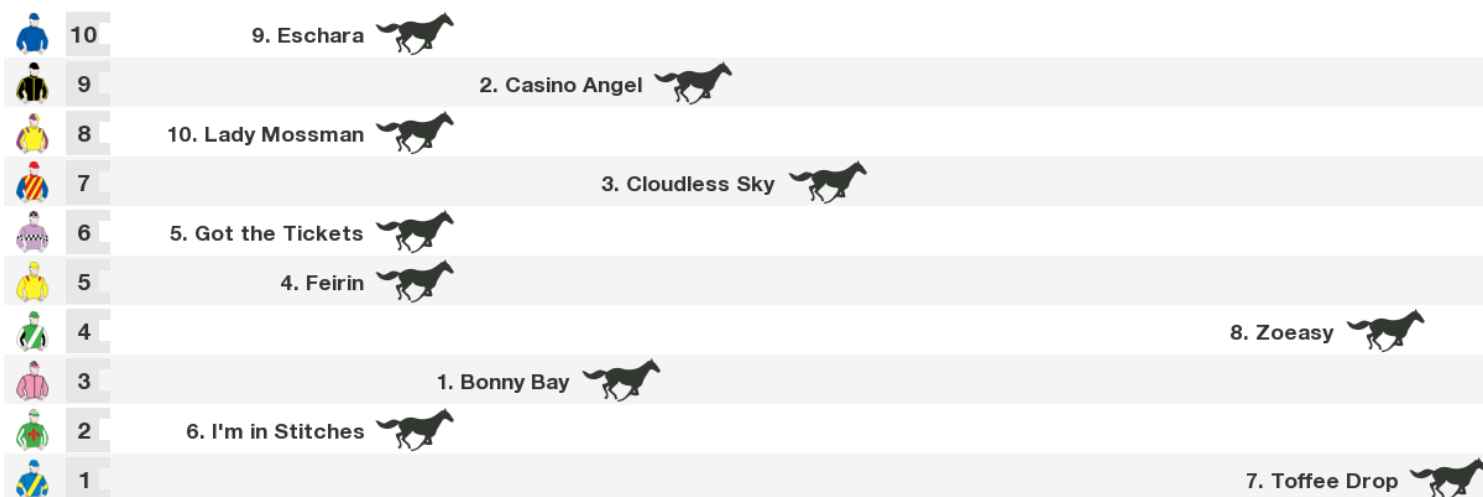 10 9. Eschara
9 2. Casino Angel
8 10. Lady Mossman
7 3. Cloudless Sky
6 5. Got the Tickets
5 4. Feirin
4 8. Zoeasy
3 1. Bonny Bay
2 6. I'm in Stitches
1 7. Toffee Drop